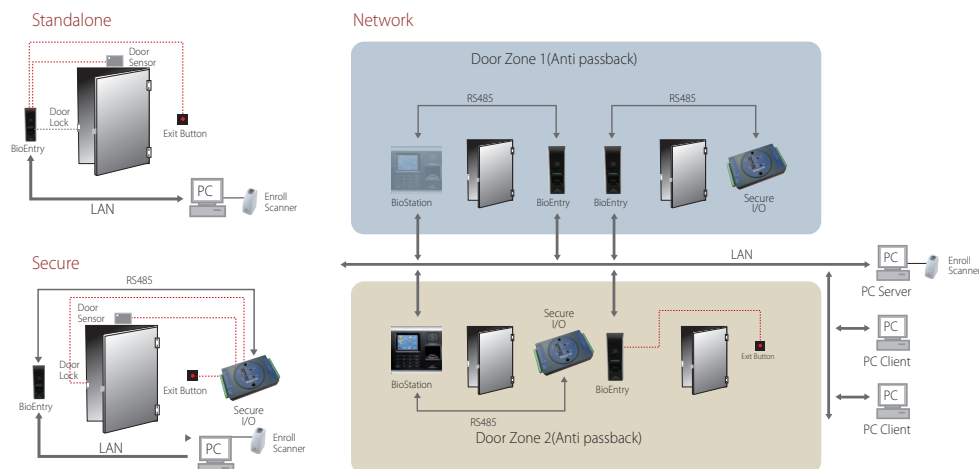 Standalone
Door
Sensor
Door
Lock
Exit Button
BioEntry
PC
Enroll
Scanner
LAN
Secure
RS485
Door
Sensor
Door
Lock
BioEntry
Exit Button
Secure
I/O
LAN
PC
Enroll
Scanner
Network
Door Zone 1(Anti passback)
RS485
RS485
BioStation
BioEntry
BioEntry
Secure
I/O
LAN
PC
Enroll
Scanner
PC Server
Secure
I/O
BioStation
BioEntry
Exit Button
RS485
Door Zone 2(Anti passback)
PC
PC Client
PC
PC Client